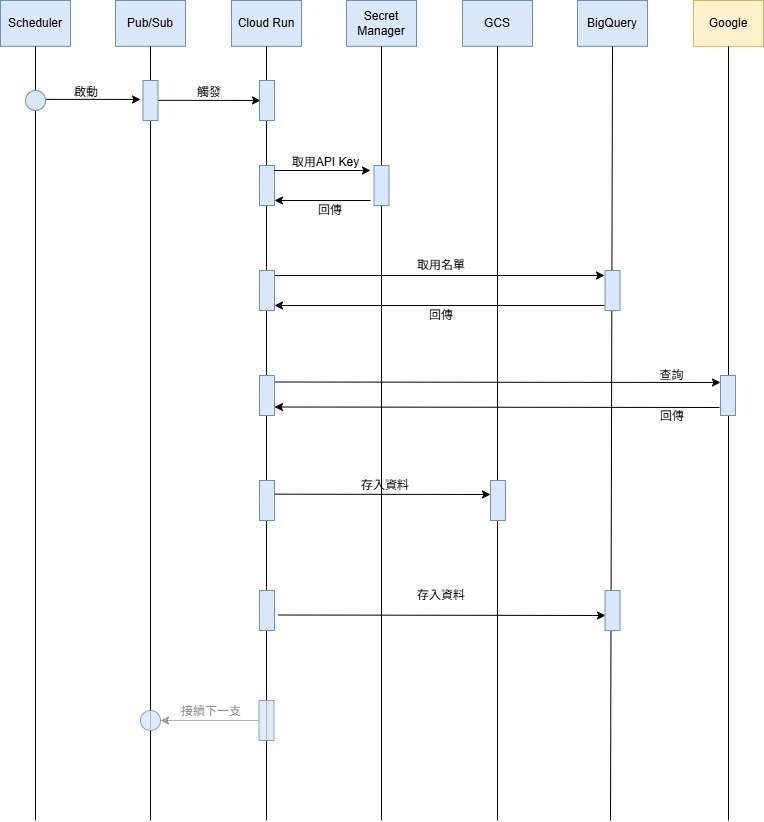 Scheduler
Pub/Sub
Cloud Run
Secret
Manager
GCS
BigQuery
Google
啟動
觸發
取用API Key
回傳
取用名單
回傳
查詢
回傳
存入資料
存入資料
接續下一支